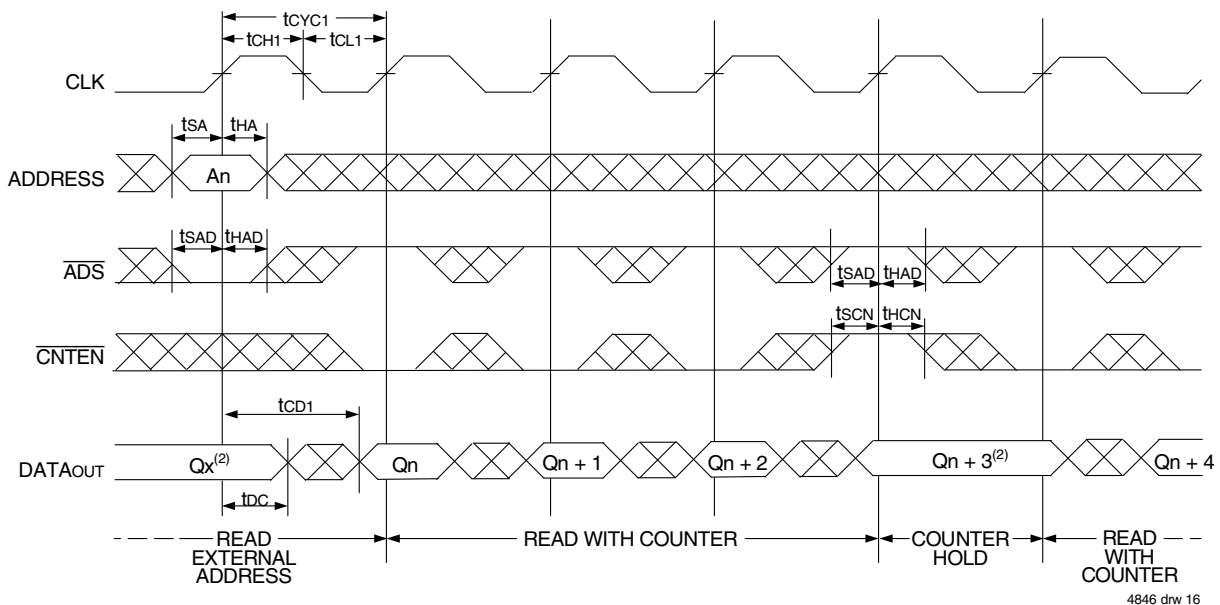 tCYC1
tCH1 tCL1
CLK
tSA tHA
ADDRESS An
tSAD tHAD
ADS
tSAD tHAD
tSCN tHCN
CNTEN
tCD1
DATAOUT Qx(2) Qn Qn + 1 Qn + 2 Qn + 3(2) Qn + 4
tDC
READ EXTERNAL ADDRESS
READ WITH COUNTER
COUNTER HOLD
READ WITH COUNTER
4846 drw 16